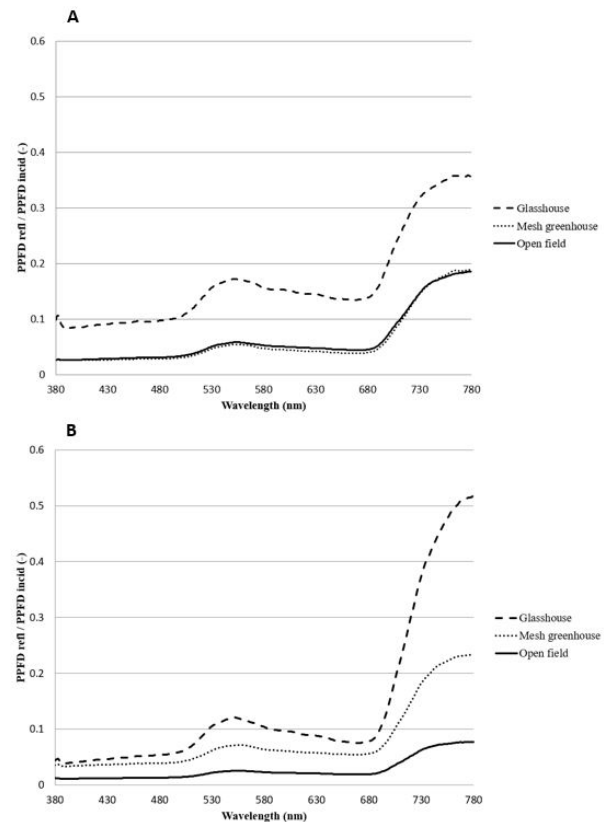 A
0.6
0.5
0.4
0.3
0.2
0.1
0
PPFD refl / PPFD incid (-)
380 430 480 530 580 630 680 730 780
Wavelength (nm)
Glasshouse
Mesh greenhouse
Open field
B
0.6
0.5
0.4
0.3
0.2
0.1
0
PPFD refl / PPFD incid (-)
380 430 480 530 580 630 680 730 780
Wavelength (nm)
Glasshouse
Mesh greenhouse
Open field